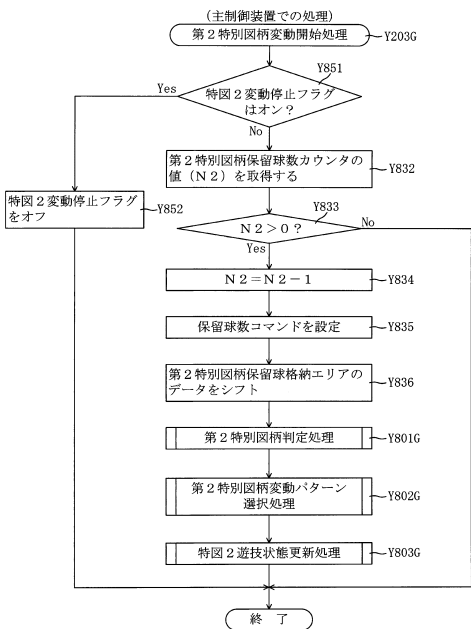 (主制御装置での処理)
第2特別図柄変動開始処理
Y203G
Y851
Yes
特図2変動停止フラグ
はオン?
No
第2特別図柄保留球数カウンタの
値(N2)を取得する
Y832
特図2変動停止フラグ
をオフ
Y852
Y833
N2>0?
No
Yes
N2=N2-1
Y834
保留球数コマンドを設定
Y835
第2特別図柄保留球格納エリアの
データをシフト
Y836
第2特別図柄判定処理
Y801G
第2特別図柄変動パターン
選択処理
Y802G
特図2遊技状態更新処理
Y803G
終 了